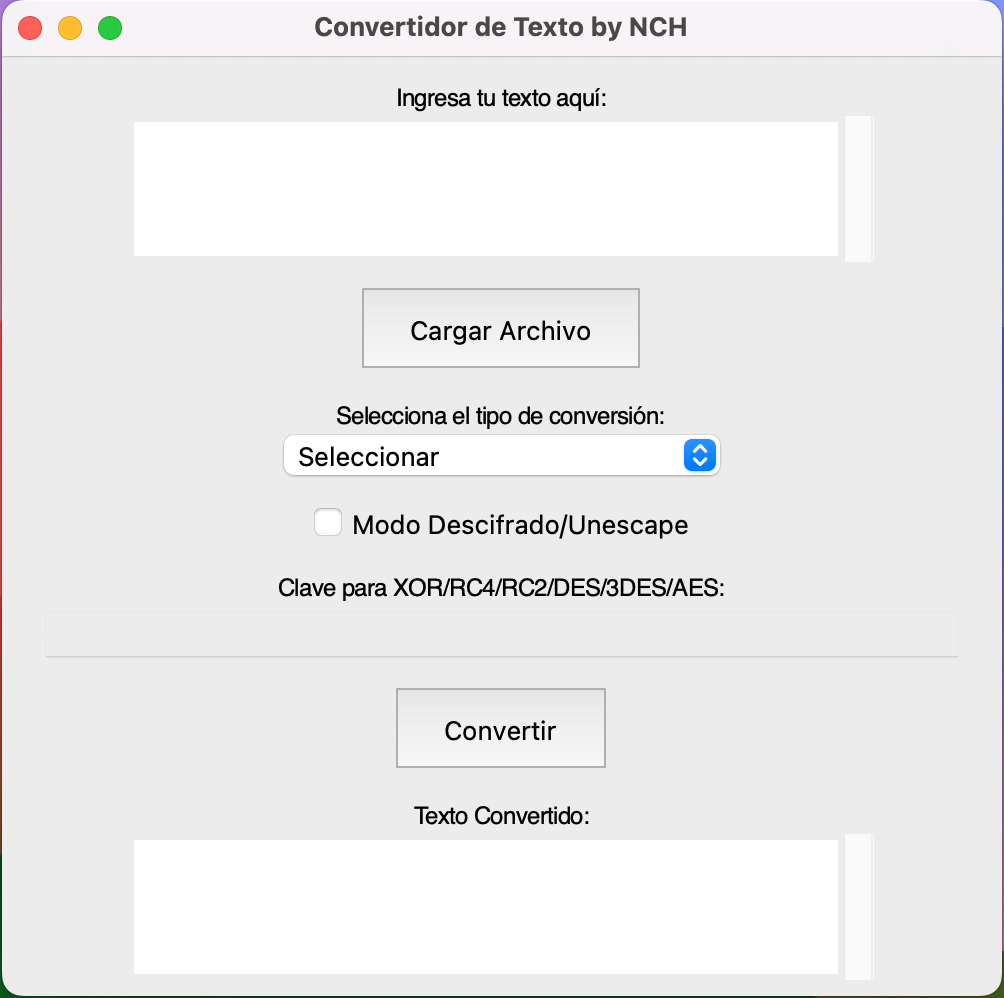 Convertidor de Texto by NCH
Ingresa tu texto aquí:
Cargar Archivo
Selecciona el tipo de conversión:
Seleccionar
Modo Descifrado/Unescape
Clave para XOR/RC4/RC2/DES/3DES/AES:
Convertir
Texto Convertido: